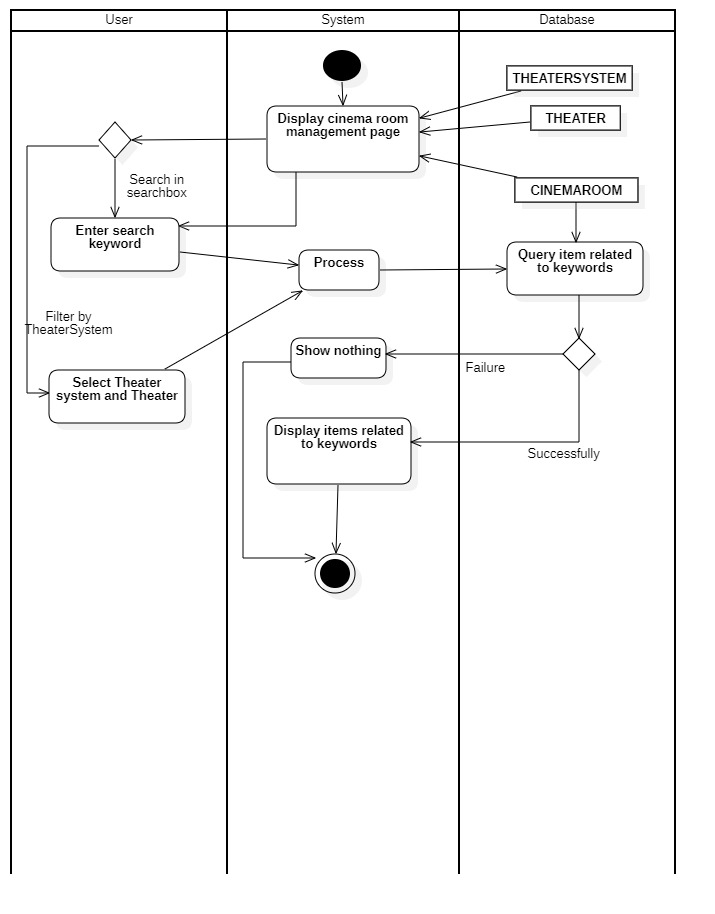 User
System
Database
THEATERSYSTEM
Display cinema room
management page
THEATER
Search in
searchbox
CINEMAROOM
Enter search
keyword
Process
Query item related
to keywords
Filter by
TheaterSystem
Show nothing
Failure
Select Theater
system and Theater
Display items related
to keywords
Successfully